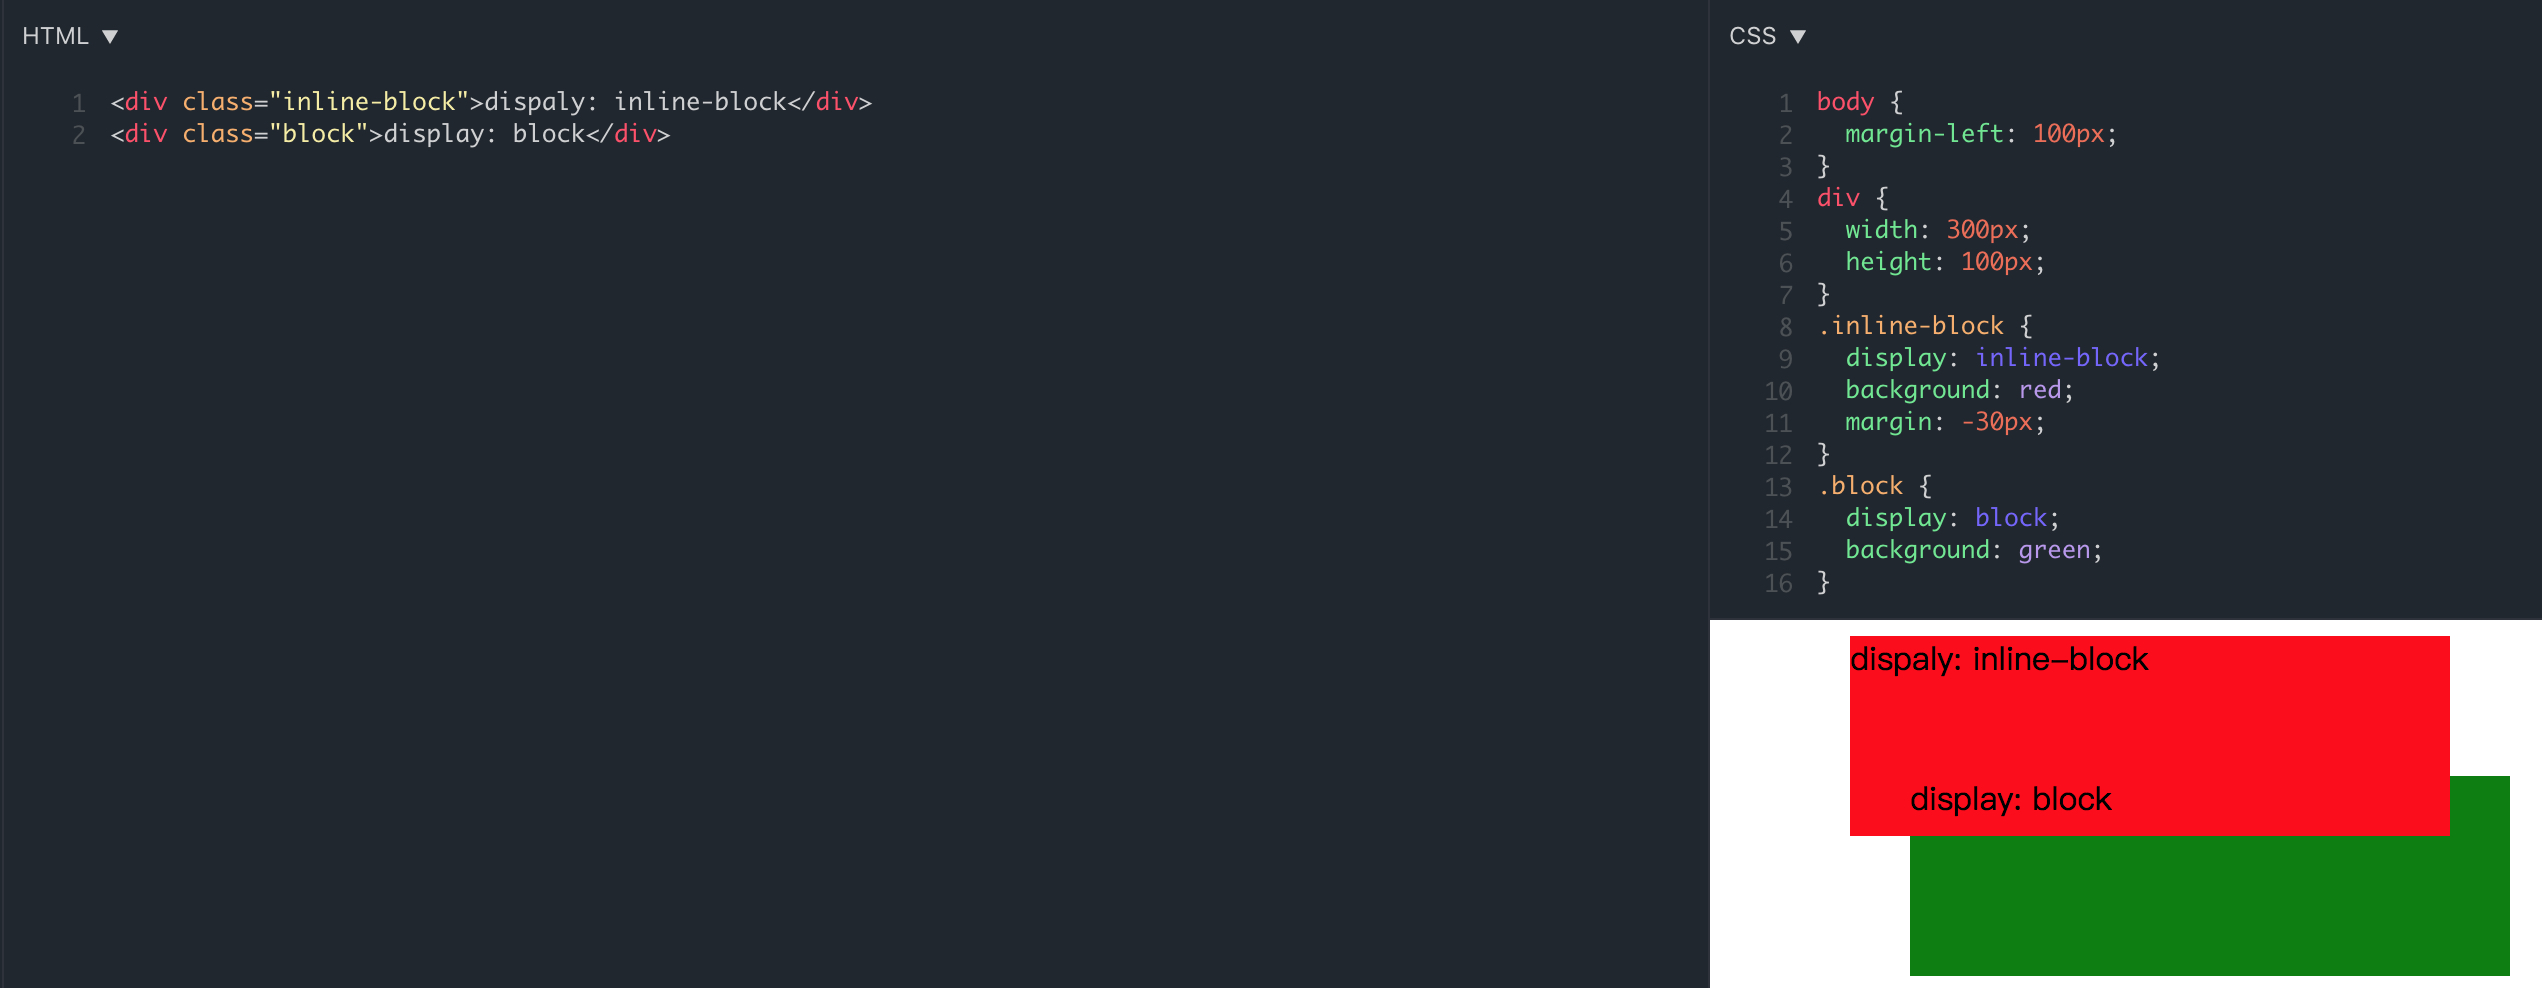 HTML ▼
1 <div class="inline-block">dispaly: inline-block</div>
2 <div class="block">display: block</div>
CSS ▼
1 body {
2   margin-left: 100px;
3 }
4 div {
5   width: 300px;
6   height: 100px;
7 }
8 .inline-block {
9   display: inline-block;
10   background: red;
11   margin: -30px;
12 }
13 .block {
14   display: block;
15   background: green;
16 }
dispaly: inline-block
display: block